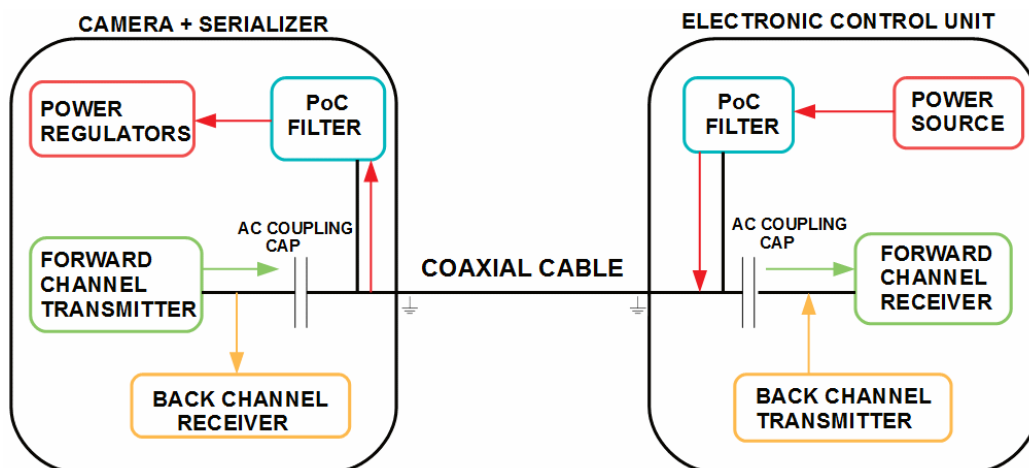 CAMERA + SERIALIZER
POWER
REGULATORS
PoC
FILTER
AC COUPLING
CAP
FORWARD
CHANNEL
TRANSMITTER
BACK CHANNEL
RECEIVER
COAXIAL CABLE
ELECTRONIC CONTROL UNIT
PoC
FILTER
POWER
SOURCE
AC COUPLING
CAP
FORWARD
CHANNEL
RECEIVER
BACK CHANNEL
TRANSMITTER